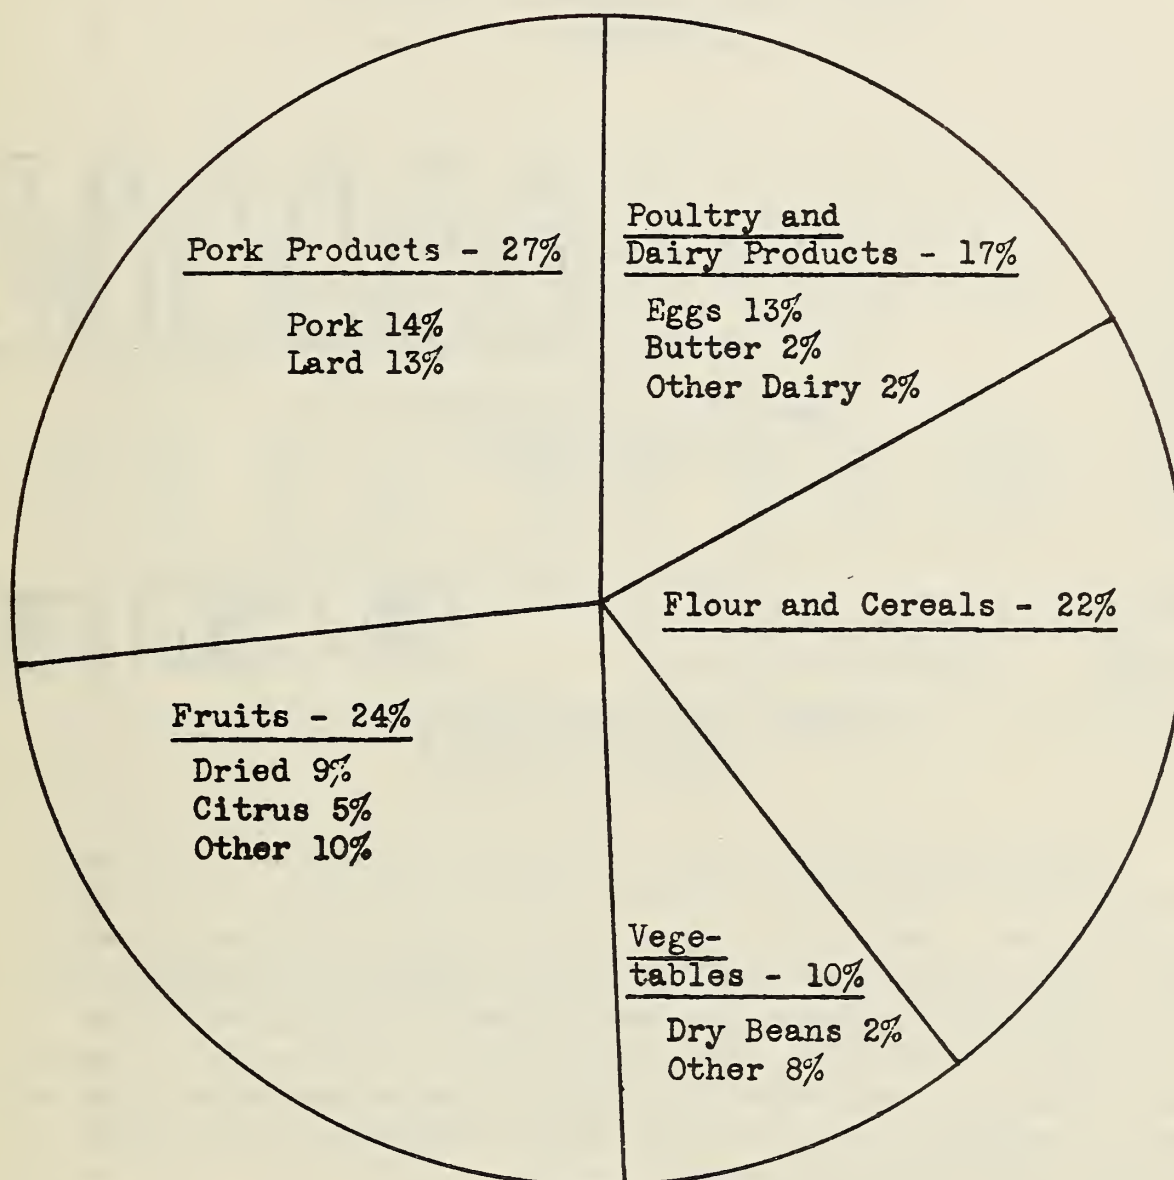 Pork Products - 27%
Pork 14%
Lard 13%
Poultry and
Dairy Products - 17%
Eggs 13%
Butter 2%
Other Dairy 2%
Flour and Cereals - 22%
Fruits - 24%
Dried 9%
Citrus 5%
Other 10%
Vege-
tables - 10%
Dry Beans 2%
Other 8%